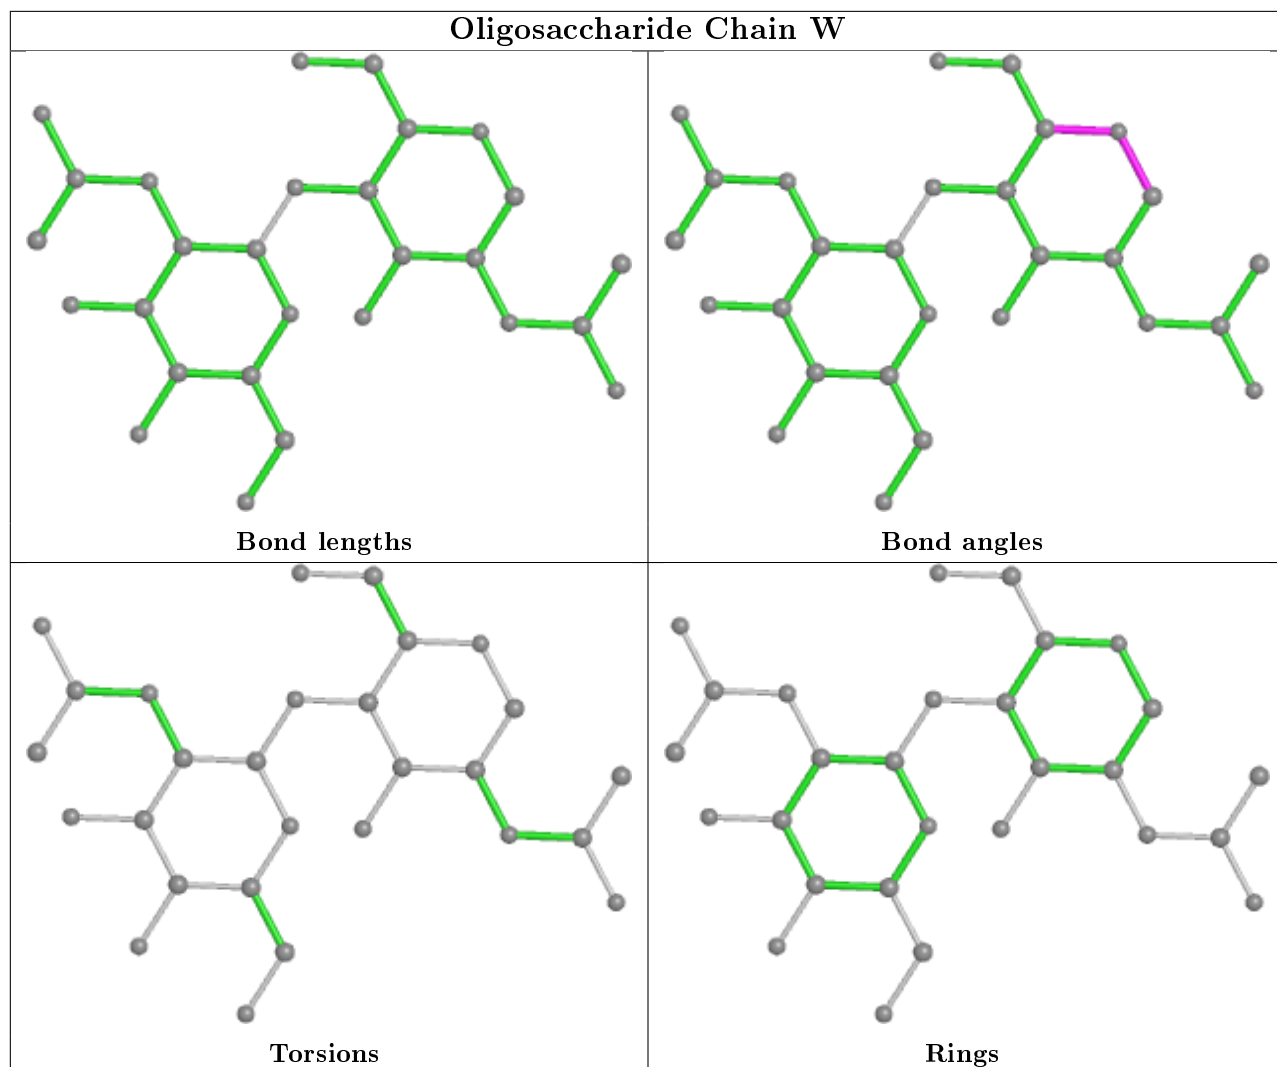 Oligosaccharide Chain W
Bond lengths
Bond angles
Torsions
Rings